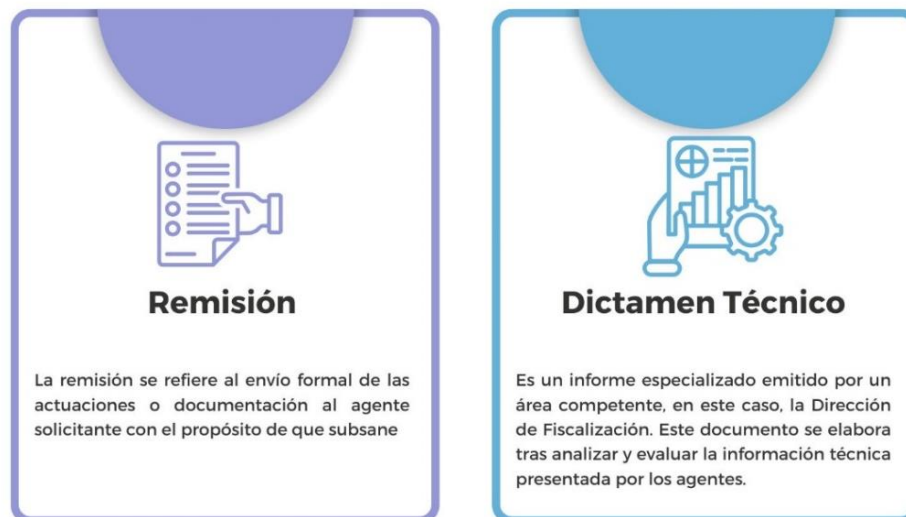 Remisión
La remisión se refiere al envío formal de las
actuaciones o documentación al agente
solicitante con el propósito de que subsane
Dictamen Técnico
Es un informe especializado emitido por un
área competente, en este caso, la Dirección
de Fiscalización. Este documento se elabora
tras analizar y evaluar la información técnica
presentada por los agentes.